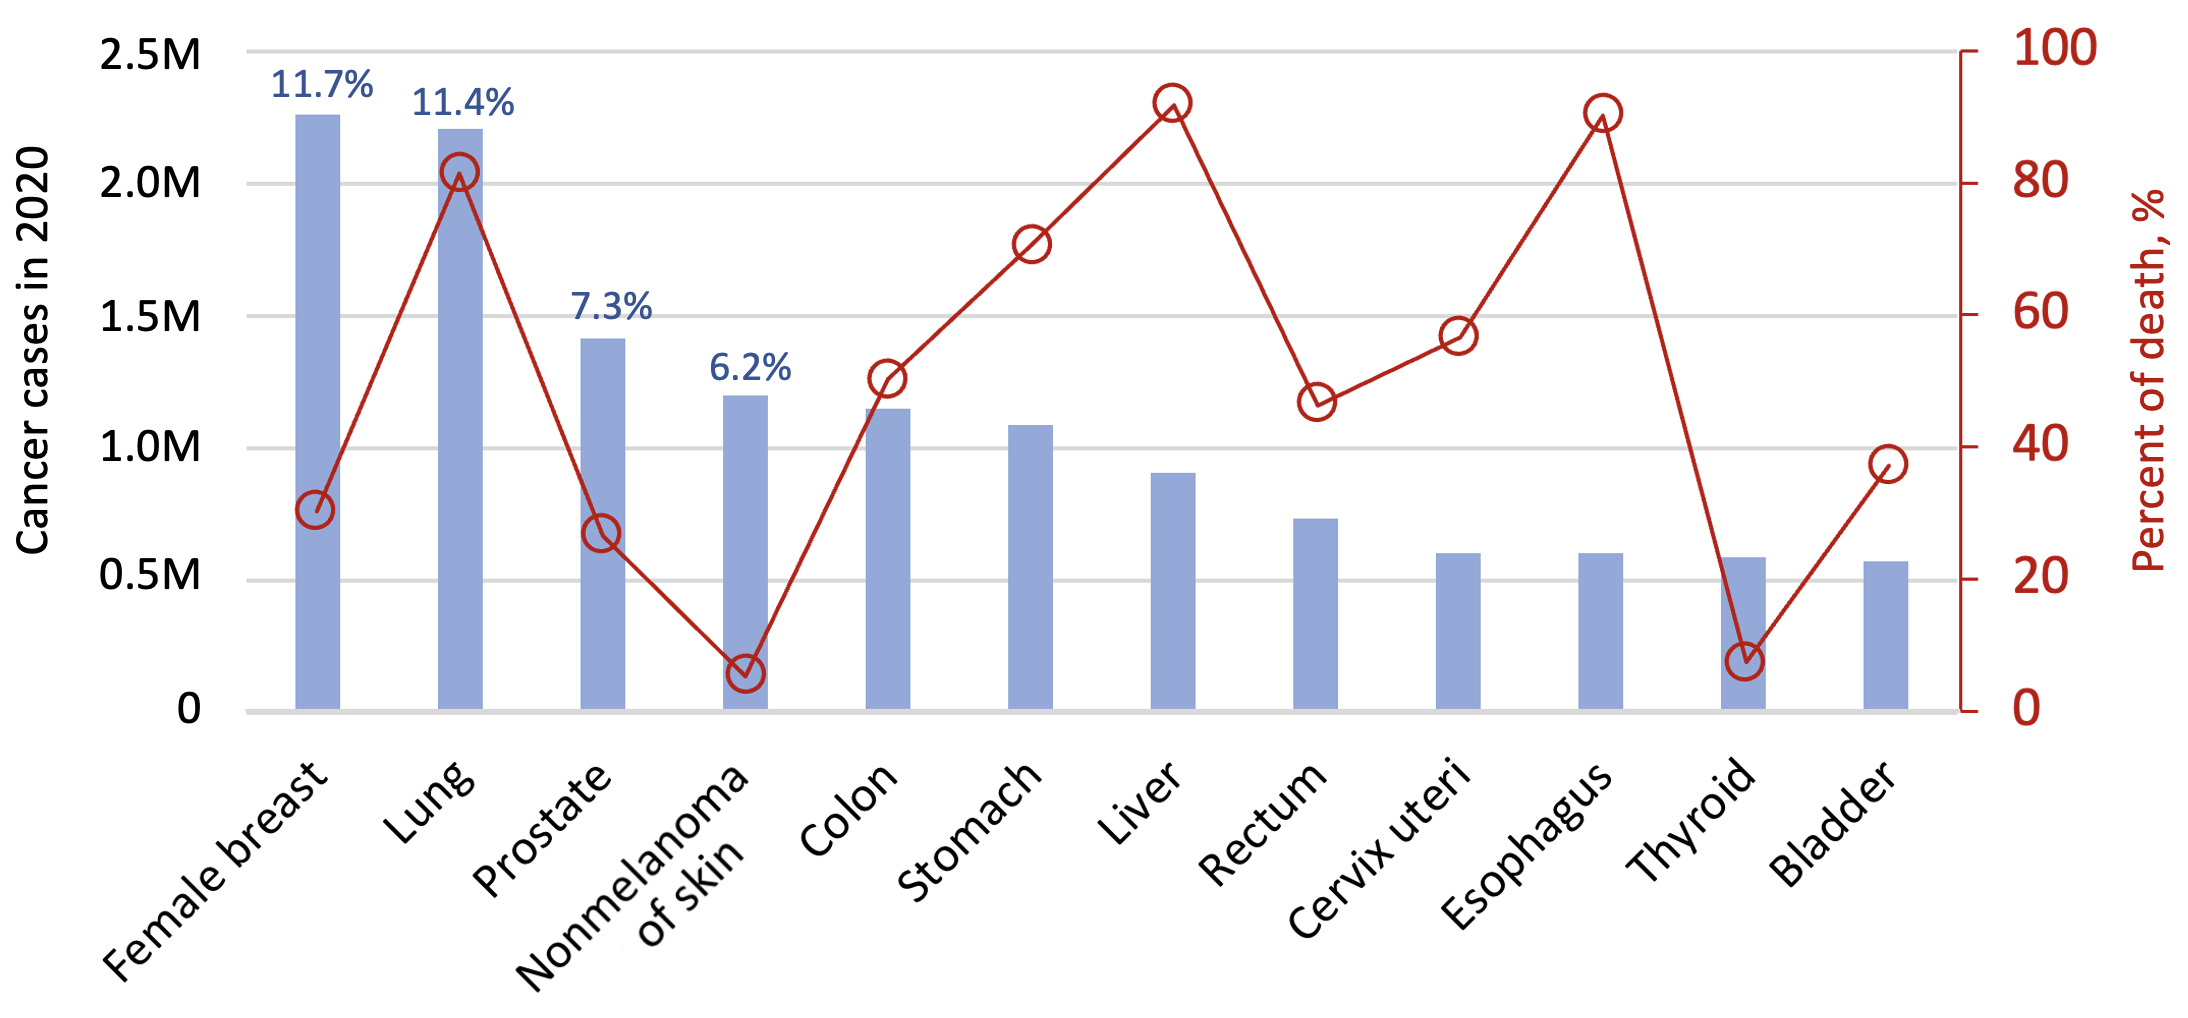 Cancer cases in 2020
2.5M
2.0M
1.5M
1.0M
0.5M
0
11.7%
11.4%
7.3%
6.2%
100
80
60
40
20
0
Percent of death, %
Female breast
Lung
Prostate
Nonmelanoma
of skin
Colon
Stomach
Liver
Rectum
Cervix uteri
Esophagus
Thyroid
Bladder